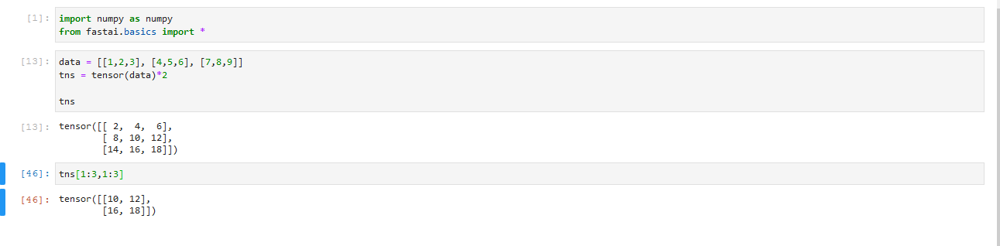 [1]: import numpy as numpy
from fastai.basics import *
[13]: data = [[1,2,3], [4,5,6], [7,8,9]]
tns = tensor(data)*2
tns
[13]: tensor([[ 2,  4,  6],
        [ 8, 10, 12],
        [14, 16, 18]])
[46]: tns[1:3,1:3]
[46]: tensor([[10, 12],
        [16, 18]])